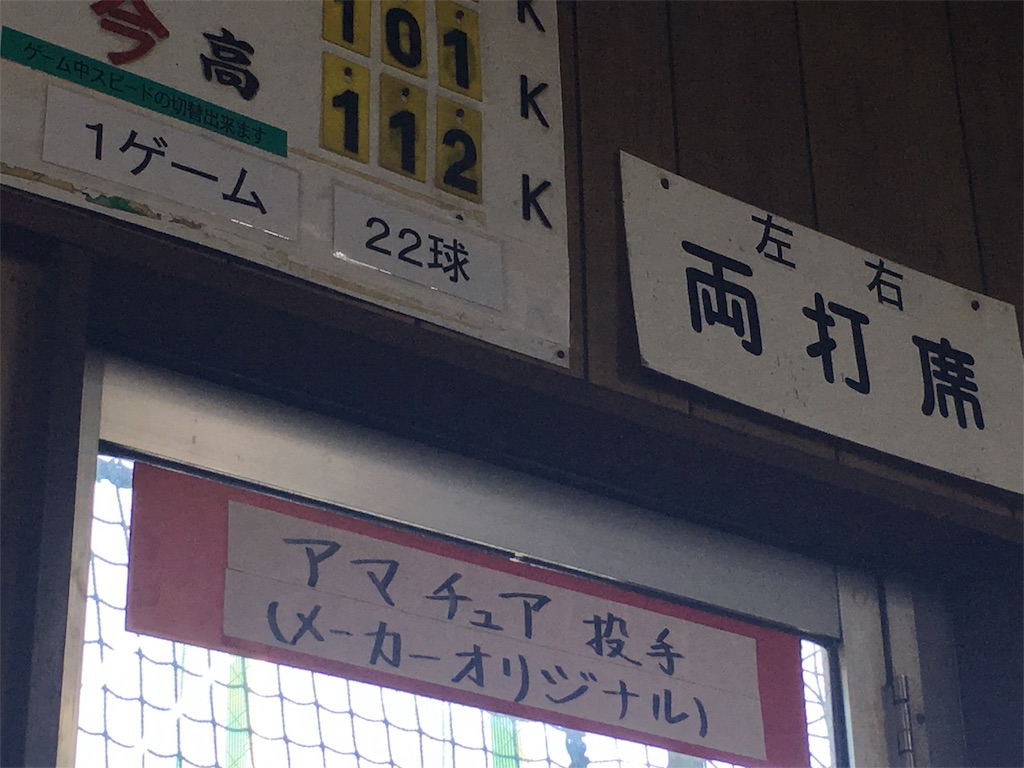 今
高
101
K
112
K
K
ゲーム中スピードの切替出来ます
1ゲーム
22球
左 右
両打席
アマチュア 投手
(メーカーオリジナル)